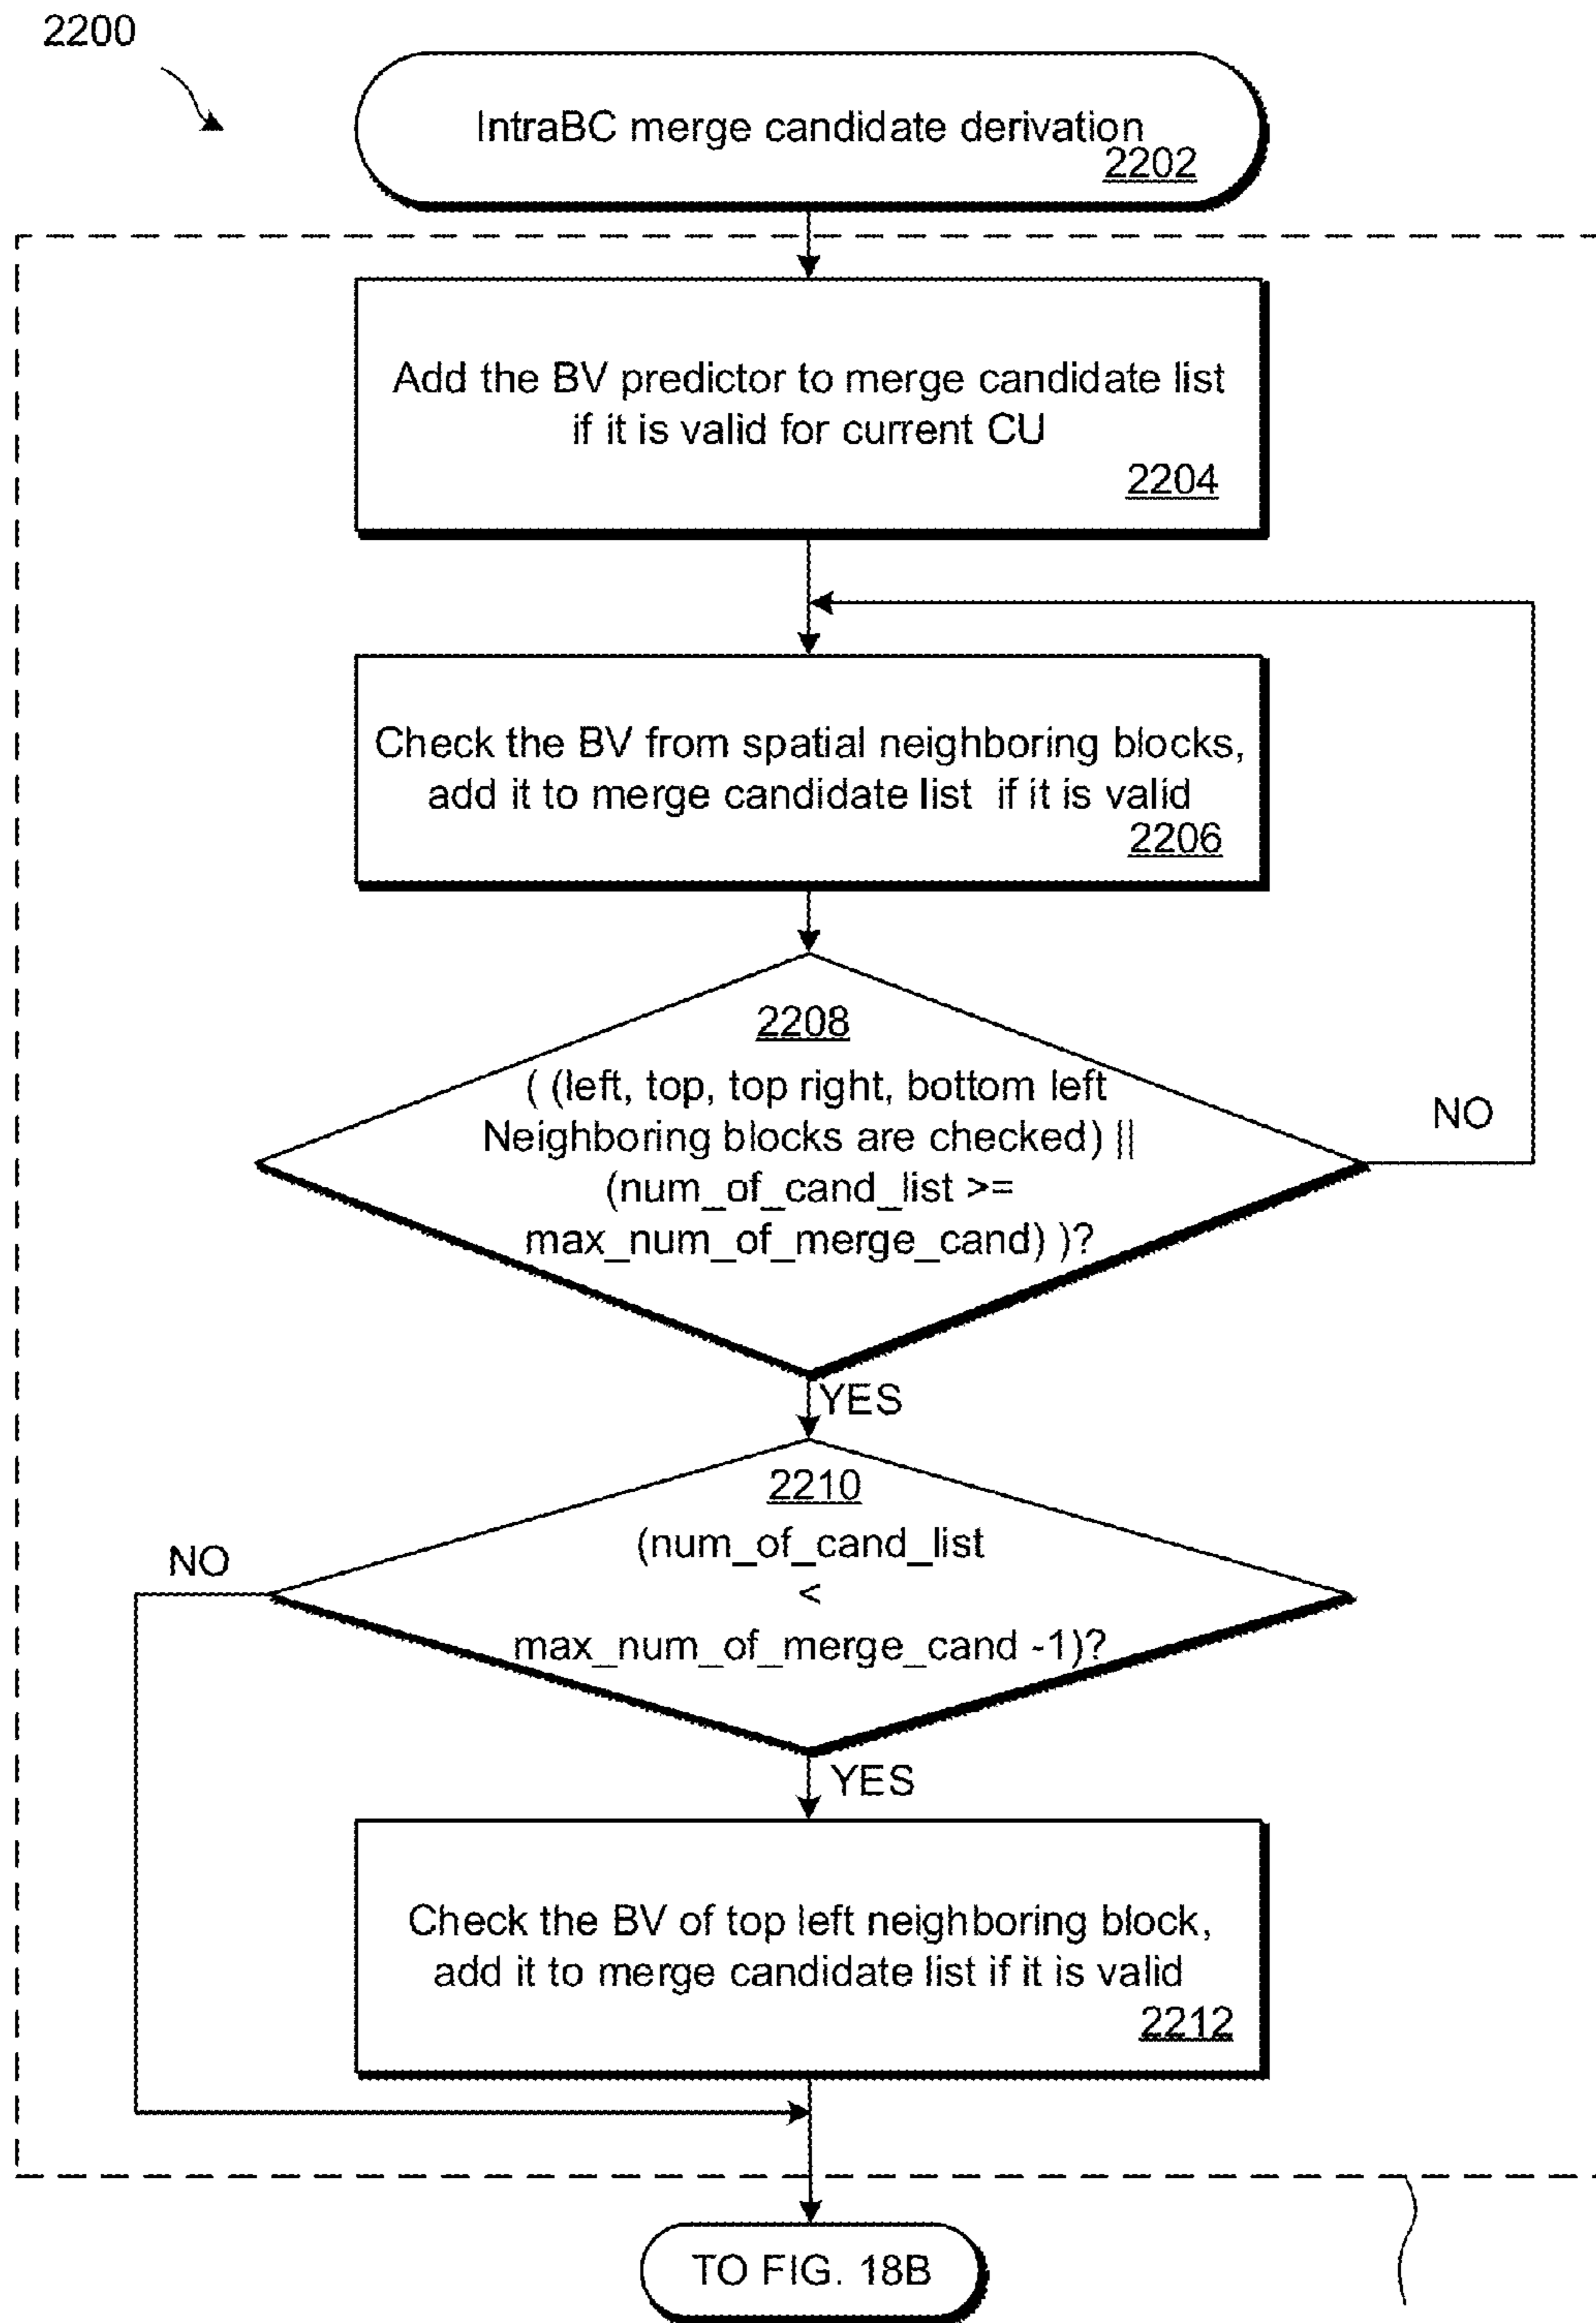 2200
IntraBC merge candidate derivation
2202
Add the BV predictor to merge candidate list
if it is valid for current CU
2204
Check the BV from spatial neighboring blocks,
add it to merge candidate list if it is valid
2206
2208
( (left, top, top right, bottom left
Neighboring blocks are checked) ||
(num_of_cand_list >=
max_num_of_merge_cand) )?
NO
YES
2210
(num_of_cand_list
<
max_num_of_merge_cand -1)?
NO
YES
Check the BV of top left neighboring block,
add it to merge candidate list if it is valid
2212
TO FIG. 18B